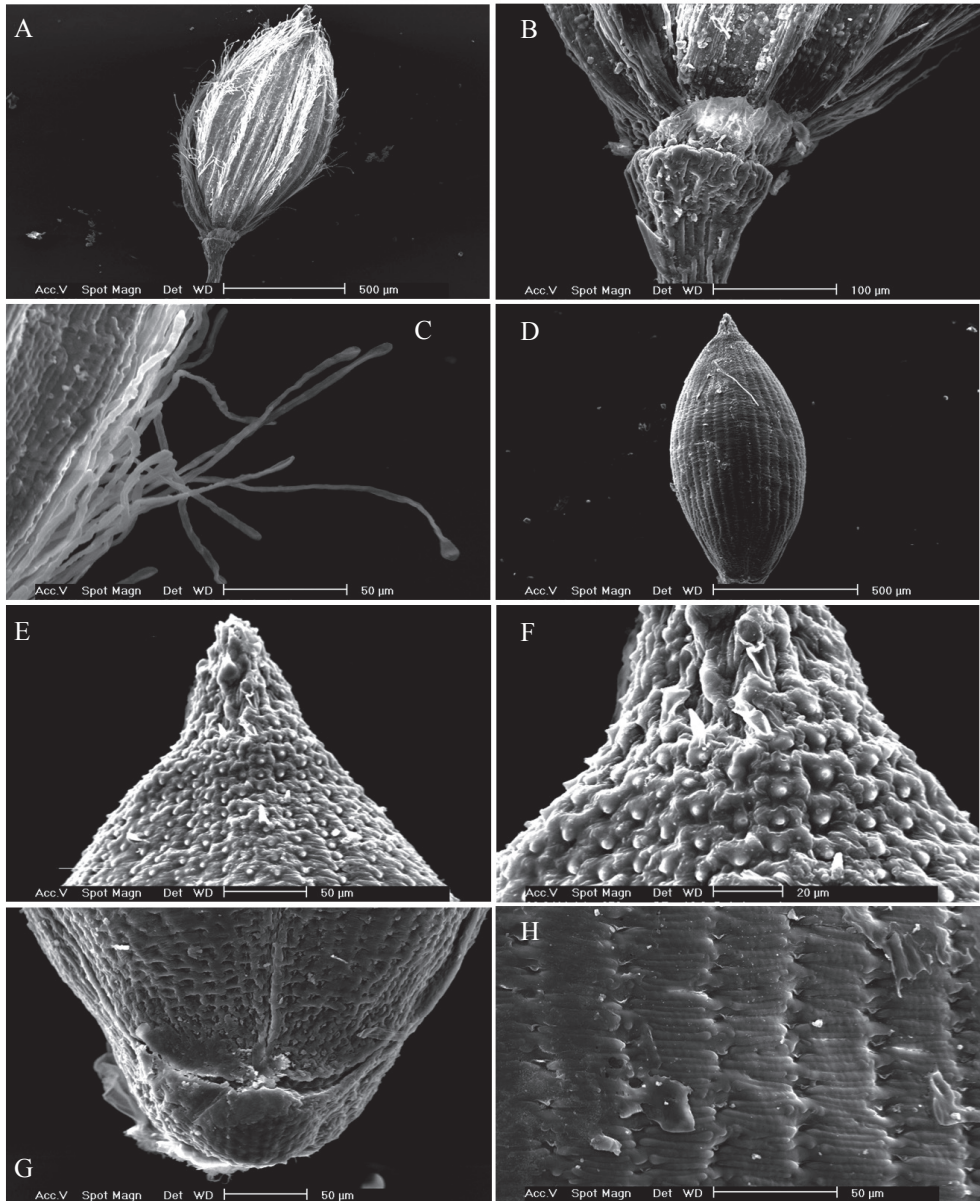 A
Acc.V Spot Magn Det WD 500 µm
B
Acc.V Spot Magn Det WD 100 µm
C
Acc.V Spot Magn Det WD 50 µm
D
Acc.V Spot Magn Det WD 500 µm
E
Acc.V Spot Magn Det WD 50 µm
F
Acc.V Spot Magn Det WD 20 µm
G
Acc.V Spot Magn Det WD 50 µm
H
Acc.V Spot Magn Det WD 50 µm